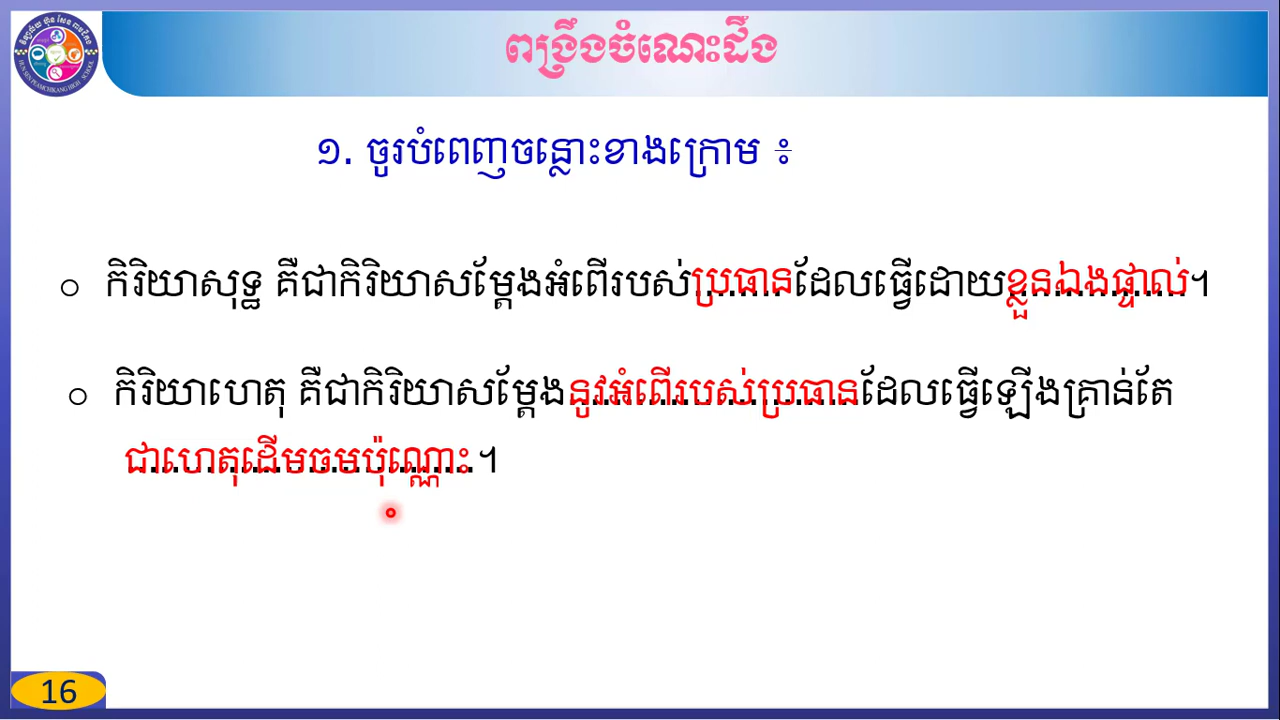 ពង្រឹងចំណេះដឹង
១. ចូរបំពេញចន្លោះខាងក្រោម ៖
o កិរិយាសុទ្ធ គឺជាកិរិយាសម្ដែងអំពើរបស់ប្រធានដែលធ្វើដោយខ្លួនឯងផ្ទាល់។
o កិរិយាហេតុ គឺជាកិរិយាសម្ដែងនូវអំពើរបស់ប្រធានដែលធ្វើឡើងគ្រាន់តែ
ជាហេតុដើមចមប៉ុណ្ណោះ។
16